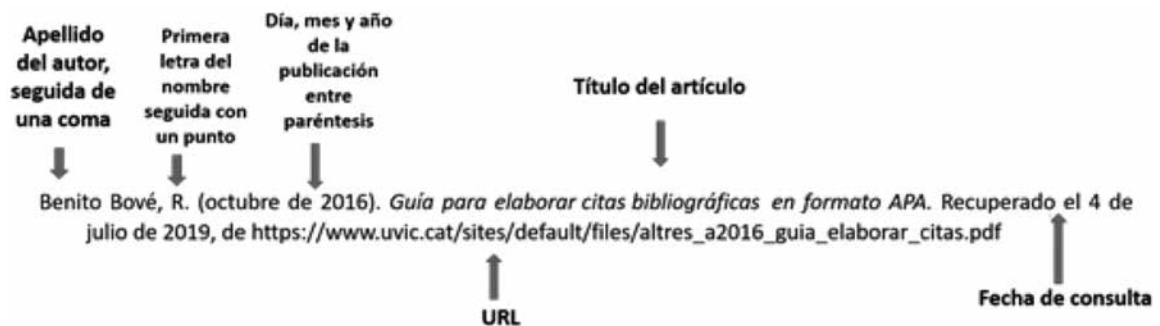 Apellido
del autor,
seguida de
una coma
Primera
letra del
nombre
seguida con
un punto
Día, mes y año
de la
publicación
entre
paréntesis
Título del artículo
Benito Bové, R. (octubre de 2016). Guía para elaborar citas bibliográficas en formato APA. Recuperado el 4 de
julio de 2019, de https://www.uvic.cat/sites/default/files/altres_a2016_guia_elaborar_citas.pdf
URL
Fecha de consulta